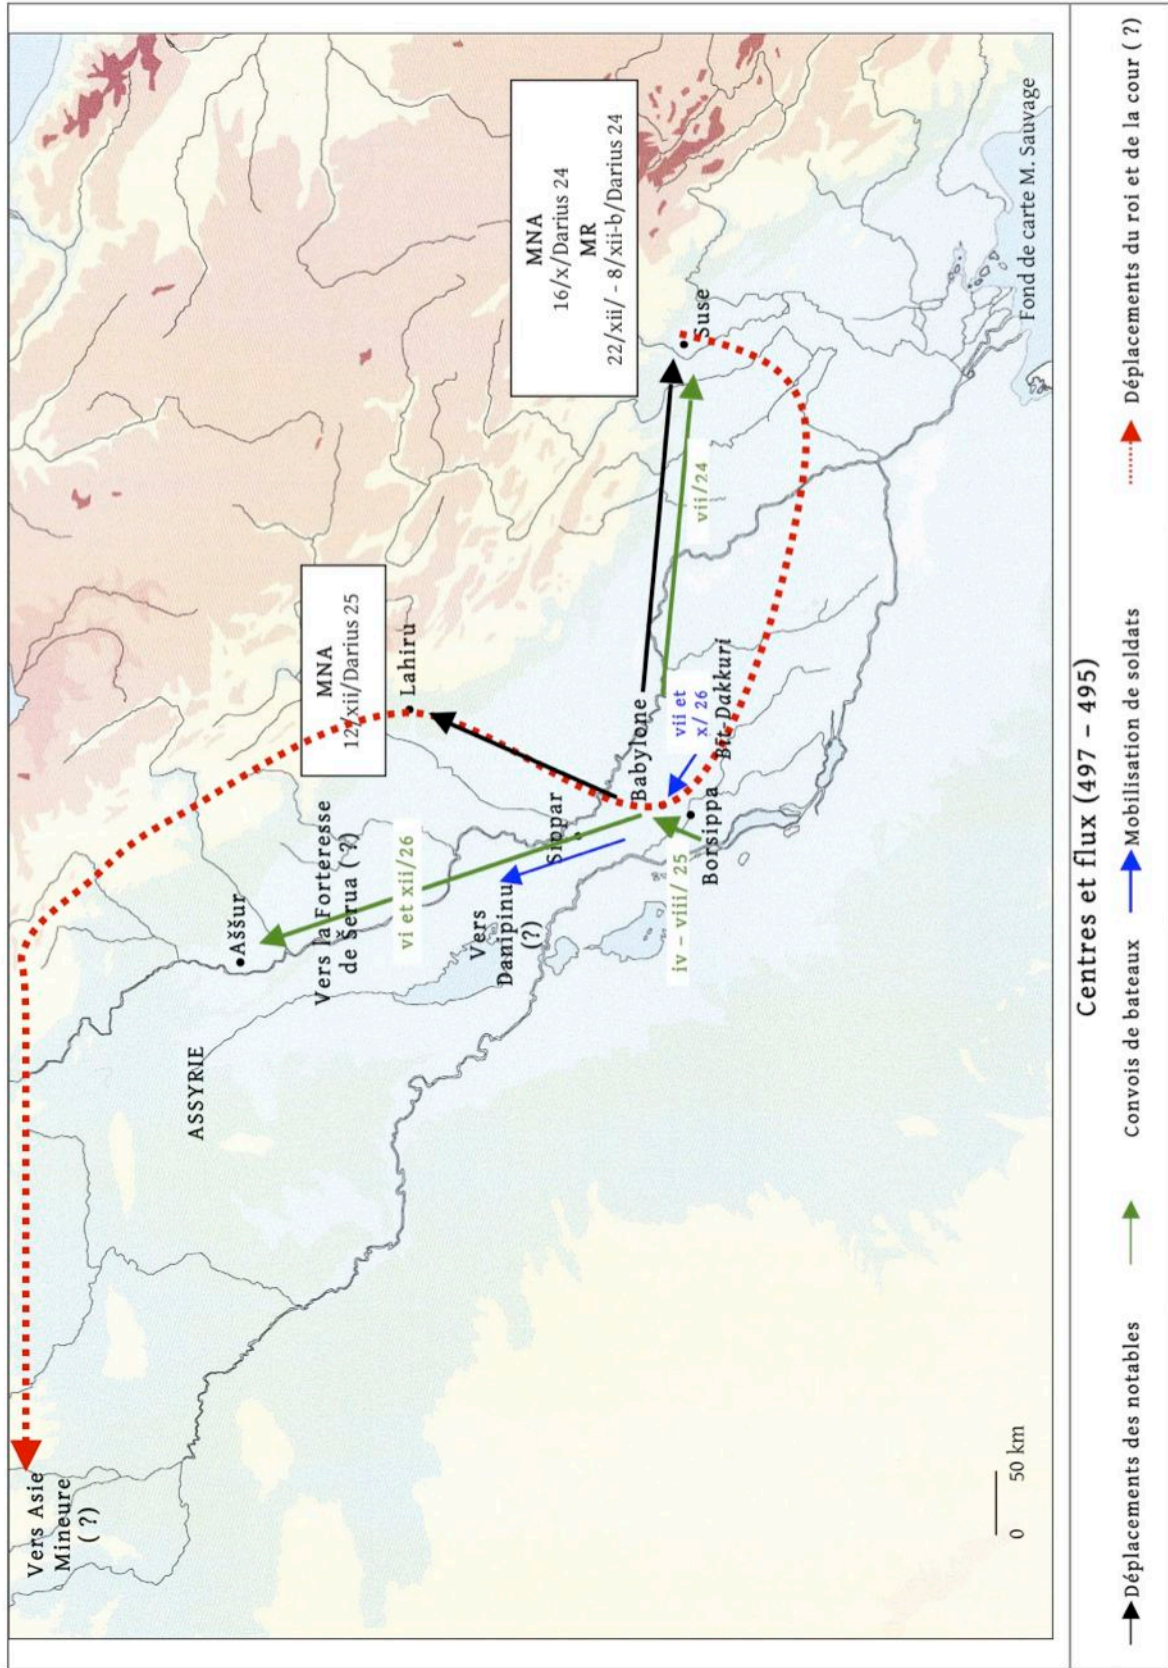 MNA
16/x/Darius 24
MR
22/xii/ - 8/xii-b/Darius 24
MNA
12/xii/Darius 25
Lahiru
Suse
vii/24
Aššur
Vers la Forteresse
de Šerua ( ?)
vi et xii/26
ASSYRIE
Sippar
Babylone
vii et
x/ 26
Bīt-Dakkuri
Vers
Danipinu
(?)
Borsippa
iv – viii/ 25
Vers Asie
Mineure
( ?)
0 50 km
Fond de carte M. Sauvage
Centres et flux (497 – 495)
Déplacements des notables
Convois de bateaux
Mobilisation de soldats
Déplacements du roi et de la cour ( ?)